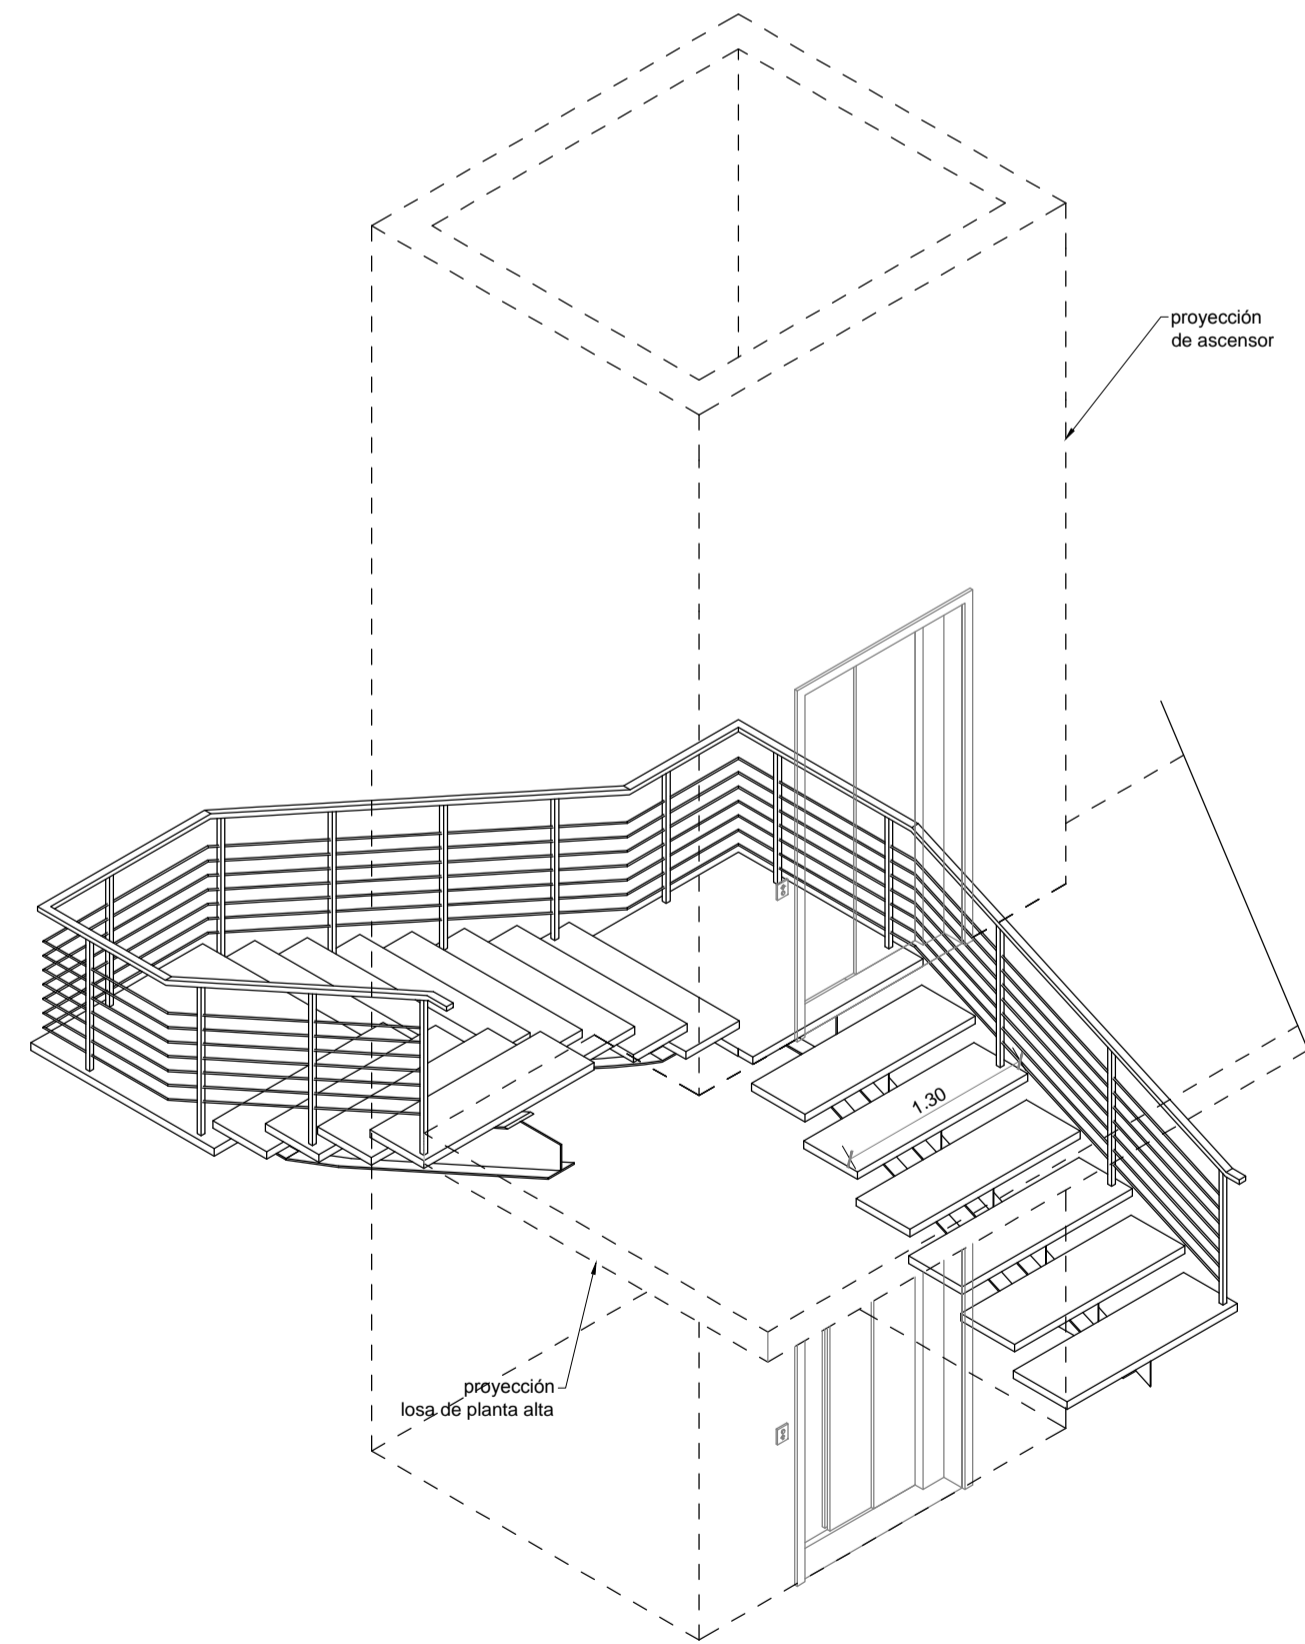 proyección
de ascensor
1.30
proyección
losa de planta alta